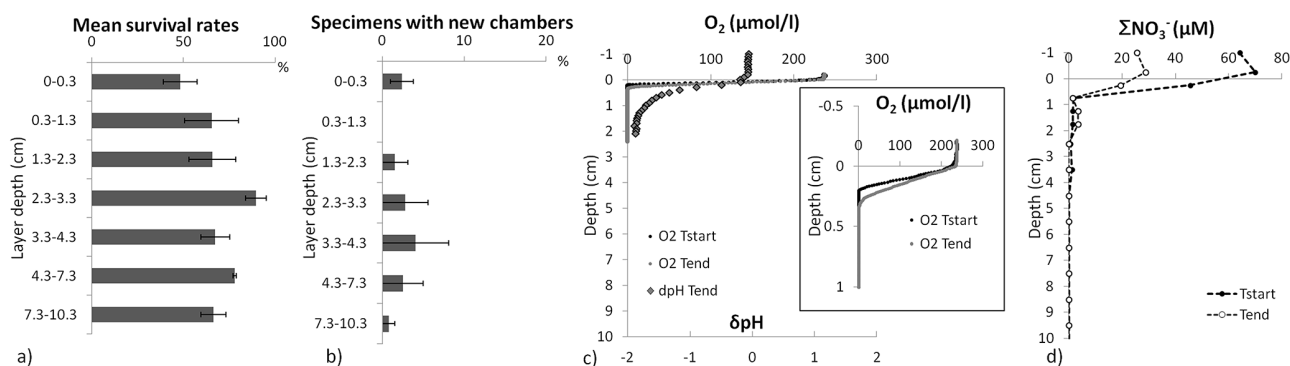 Mean survival rates
0 50 100
%
0-0.3
0.3-1.3
1.3-2.3
2.3-3.3
3.3-4.3
4.3-7.3
7.3-10.3
Layer depth (cm)
a)
Specimens with new chambers
0 10 20
%
0-0.3
0.3-1.3
1.3-2.3
2.3-3.3
3.3-4.3
4.3-7.3
7.3-10.3
Layer depth (cm)
b)
O₂ (μmol/l)
-100 0 100 200 300
-1
0
1
2
3
4
5
6
7
8
9
10
Depth (cm)
O2 Tstart
O2 Tend
dpH Tend
δpH
-2 -1 0 1 2
c)
O₂ (μmol/l)
-0.5
0 100 200 300
0
0.5
1
Depth (cm)
O2 Tstart
O2 Tend
ΣNO₃⁻(μM)
0 20 40 60 80
-1
0
1
2
3
4
5
6
7
8
9
10
Depth (cm)
Tstart
Tend
d)